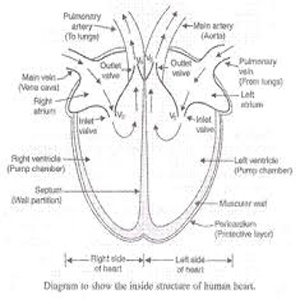 Pulmonary
artery
(To lungs)
Main artery
(Aorta)
Outlet
valve
Outlet
valve
Pulmonary
vein
(From lungs)
Main vein
(Vena cava)
Right
atrium
Left
atrium
Inlet
valve
Inlet
valve
Right ventricle
(Pump chamber)
Left ventricle
(Pump chamber)
Septum
(Wall partition)
Muscular wall
Pericardium
(Protective layer)
Right side
of heart
Left side
of heart
Diagram to show the inside structure of human heart.